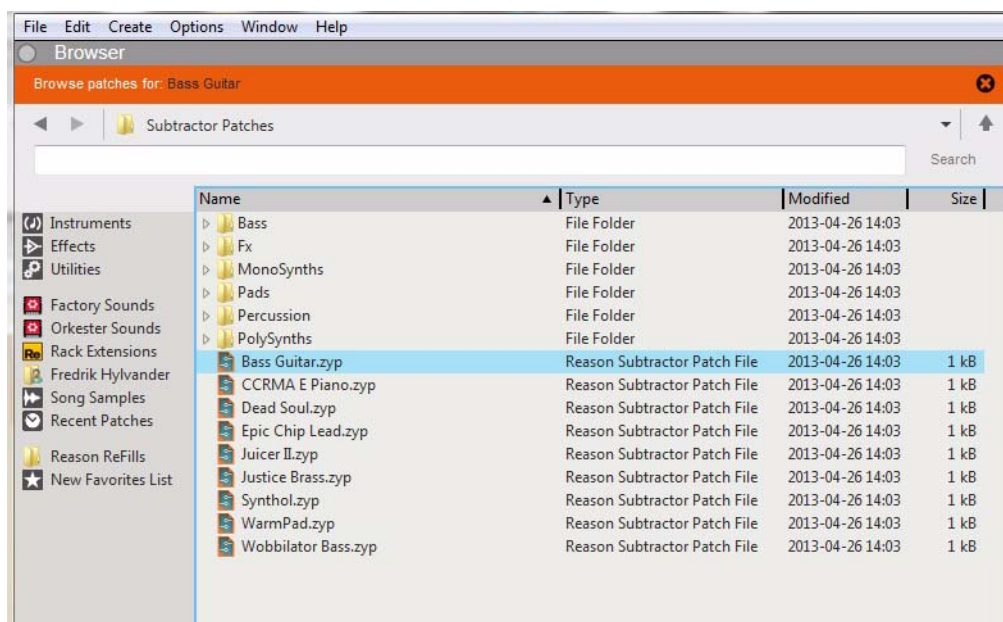 File Edit Create Options Window Help
Browser
Browse patches for: Bass Guitar
Subtractor Patches
Search
Name Type Modified Size
Instruments
Effects
Utilities
Factory Sounds
Orkester Sounds
Re Rack Extensions
Fredrik Hylvander
Song Samples
Recent Patches
Reason ReFills
New Favorites List
Bass File Folder 2013-04-26 14:03
Fx File Folder 2013-04-26 14:03
MonoSynths File Folder 2013-04-26 14:03
Pads File Folder 2013-04-26 14:03
Percussion File Folder 2013-04-26 14:03
PolySynths File Folder 2013-04-26 14:03
Bass Guitar.zyp Reason Subtractor Patch File 2013-04-26 14:03 1 kB
CCRMA E Piano.zyp Reason Subtractor Patch File 2013-04-26 14:03 1 kB
Dead Soul.zyp Reason Subtractor Patch File 2013-04-26 14:03 1 kB
Epic Chip Lead.zyp Reason Subtractor Patch File 2013-04-26 14:03 1 kB
Juicer II.zyp Reason Subtractor Patch File 2013-04-26 14:03 1 kB
Justice Brass.zyp Reason Subtractor Patch File 2013-04-26 14:03 1 kB
Synthol.zyp Reason Subtractor Patch File 2013-04-26 14:03 1 kB
WarmPad.zyp Reason Subtractor Patch File 2013-04-26 14:03 1 kB
Wobbilator Bass.zyp Reason Subtractor Patch File 2013-04-26 14:03 1 kB